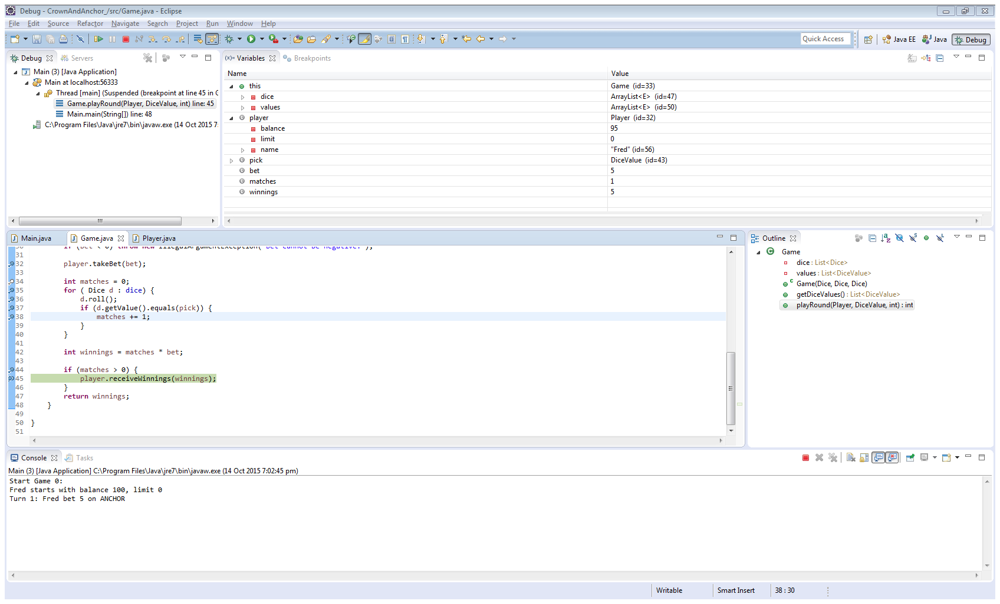 Debug - CrownAndAnchor_/src/Game.java - Eclipse
File Edit Source Refactor Navigate Search Project Run Window Help
Quick Access Java EE Java Debug
Debug Servers
Main (3) [Java Application]
Main at localhost:56333
Thread [main] (Suspended (breakpoint at line 45 in G
Game.playRound(Player, DiceValue, int) line: 45
Main.main(String[]) line: 48
C:\Program Files\Java\jre7\bin\javaw.exe (14 Oct 2015 7:
(x)= Variables Breakpoints
Name Value
this Game (id=33)
dice ArrayList<E> (id=47)
values ArrayList<E> (id=50)
player Player (id=32)
balance 95
limit 0
name "Fred" (id=56)
pick DiceValue (id=43)
bet 5
matches 1
winnings 5
Main.java Game.java Player.java
30 if (bet < 0) throw new IllegalArgumentException("Bet cannot be negative.");
31
32 player.takeBet(bet);
33
34 int matches = 0;
35 for ( Dice d : dice) {
36 d.roll();
37 if (d.getValue().equals(pick)) {
38 matches += 1;
39 }
40 }
41
42 int winnings = matches * bet;
43
44 if (matches > 0) {
45 player.receiveWinnings(winnings);
46 }
47 return winnings;
48 }
49
50 }
51
Outline
Game
dice : List<Dice>
values : List<DiceValue>
Game(Dice, Dice, Dice)
getDiceValues() : List<DiceValue>
playRound(Player, DiceValue, int) : int
Console Tasks
Main (3) [Java Application] C:\Program Files\Java\jre7\bin\javaw.exe (14 Oct 2015 7:02:45 pm)
Start Game 0:
Fred starts with balance 100, limit 0
Turn 1: Fred bet 5 on ANCHOR
Writable Smart Insert 38 : 30